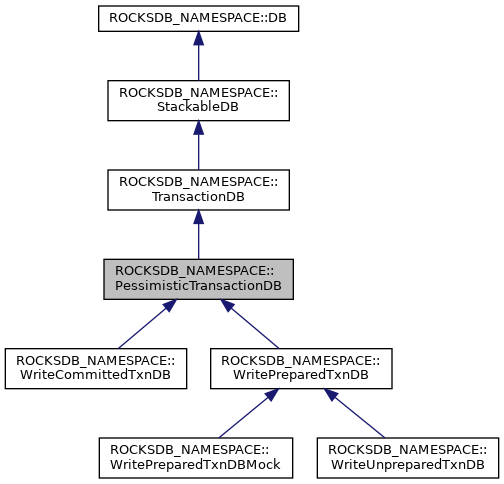 ROCKSDB_NAMESPACE::DB
ROCKSDB_NAMESPACE::
StackableDB
ROCKSDB_NAMESPACE::
TransactionDB
ROCKSDB_NAMESPACE::
PessimisticTransactionDB
ROCKSDB_NAMESPACE::
WriteCommittedTxnDB
ROCKSDB_NAMESPACE::
WritePreparedTxnDB
ROCKSDB_NAMESPACE::
WritePreparedTxnDBMock
ROCKSDB_NAMESPACE::
WriteUnpreparedTxnDB